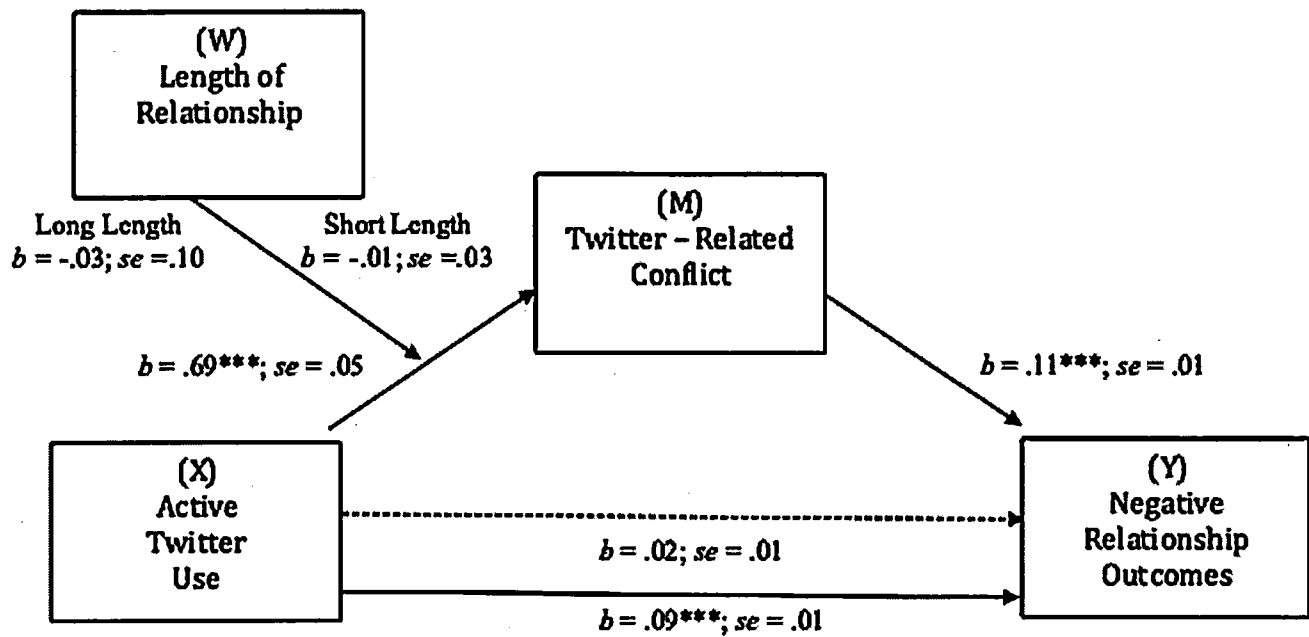 (W)
Length of
Relationship
Long Length
b = -.03; se =.10
Short Length
b = -.01; se =.03
(M)
Twitter – Related
Conflict
b = .69***; se = .05
b = .11***; se = .01
(X)
Active
Twitter
Use
b = .02; se = .01
b = .09***; se = .01
(Y)
Negative
Relationship
Outcomes